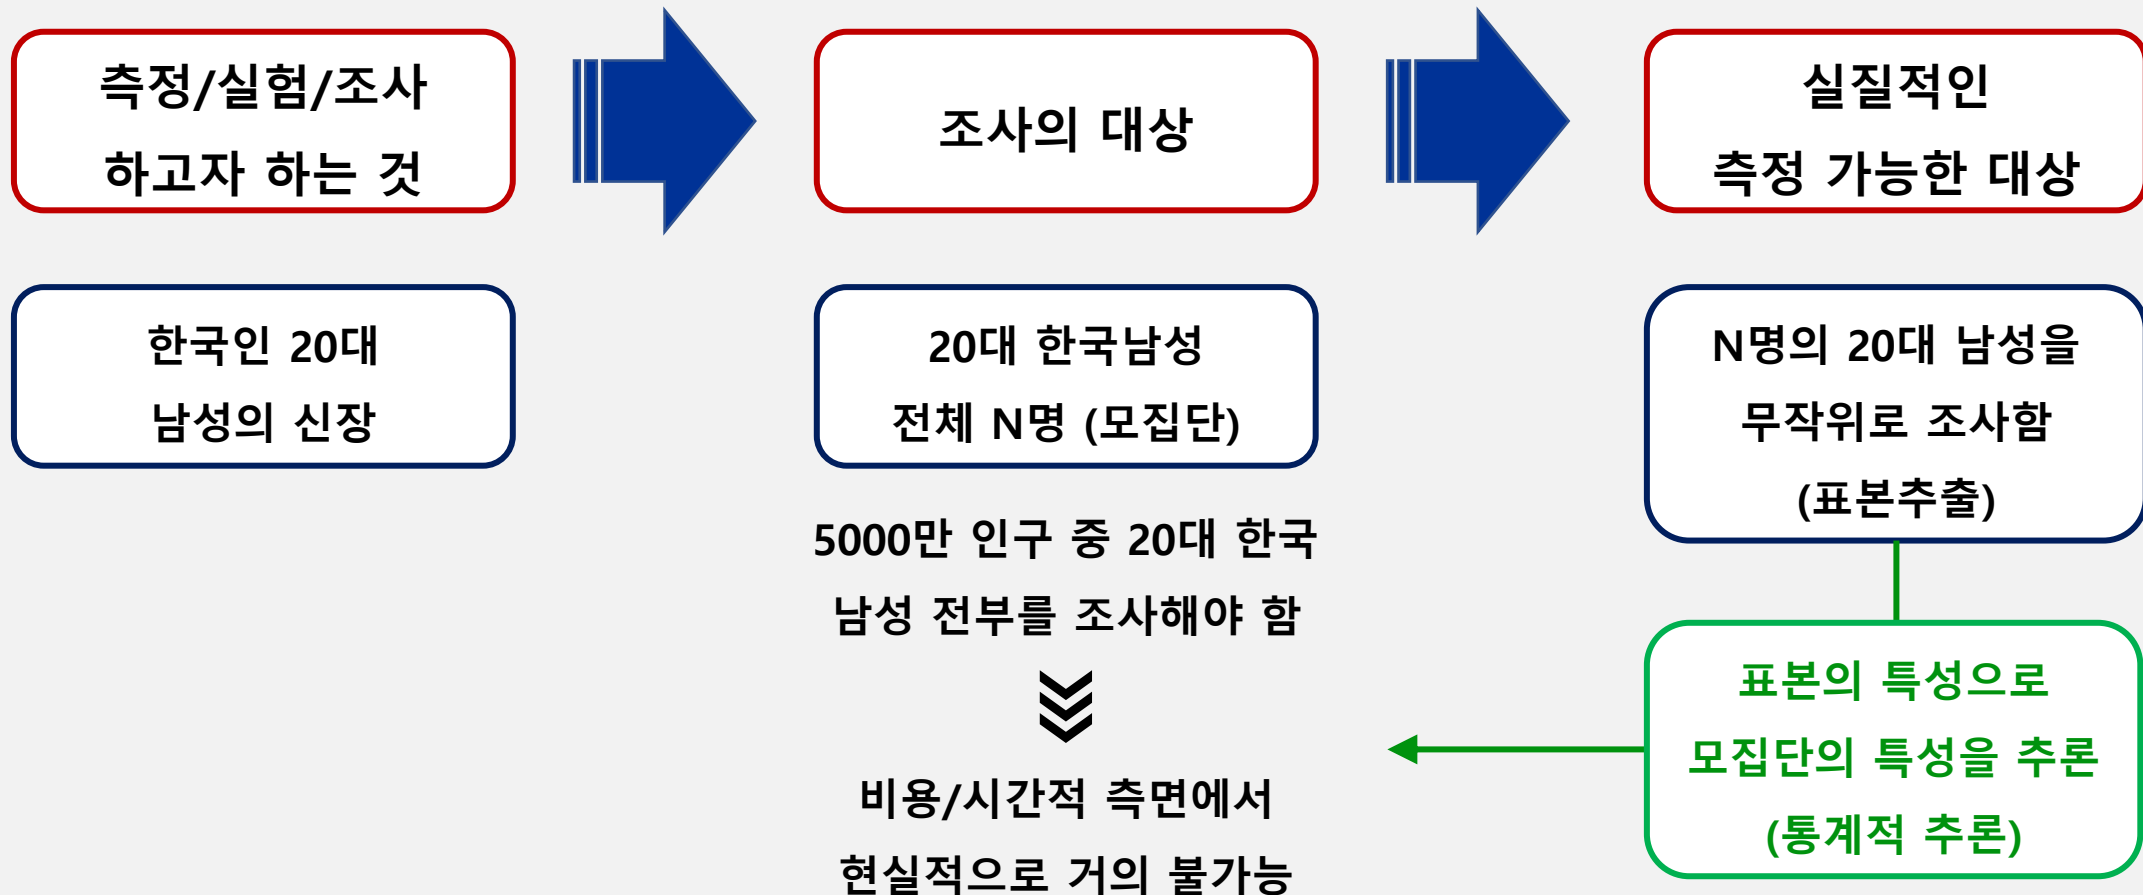 측정/실험/조사
하고자 하는 것
조사의 대상
실질적인
측정 가능한 대상
한국인 20대
남성의 신장
20대 한국남성
전체 N명 (모집단)
N명의 20대 남성을
무작위로 조사함
(표본추출)
5000만 인구 중 20대 한국
남성 전부를 조사해야 함
비용/시간적 측면에서
현실적으로 거의 불가능
표본의 특성으로
모집단의 특성을 추론
(통계적 추론)